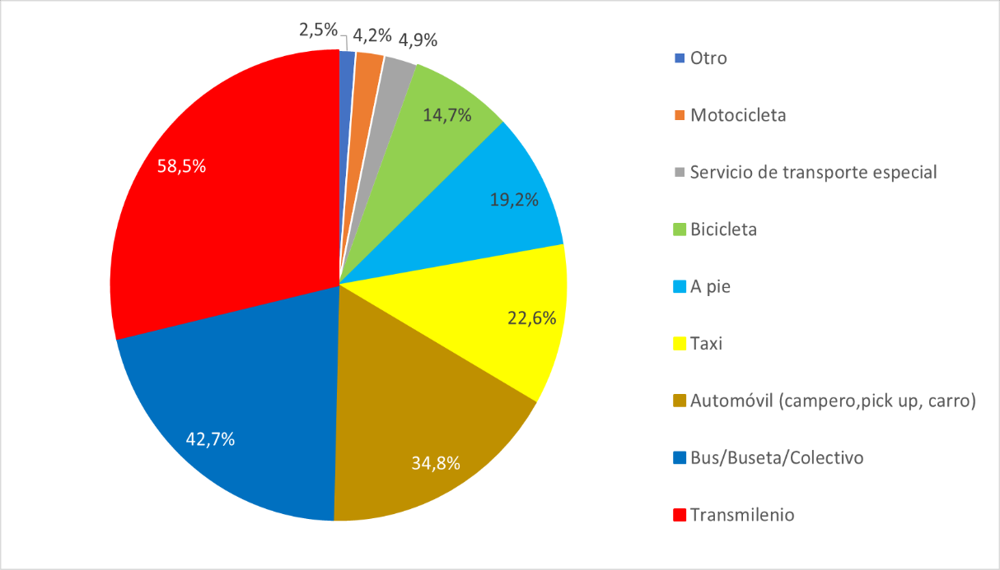 2,5%
4,2%
4,9%
14,7%
19,2%
22,6%
34,8%
42,7%
58,5%
Otro
Motocicleta
Servicio de transporte especial
Bicicleta
A pie
Taxi
Automóvil (campero,pick up, carro)
Bus/Buseta/Colectivo
Transmilenio